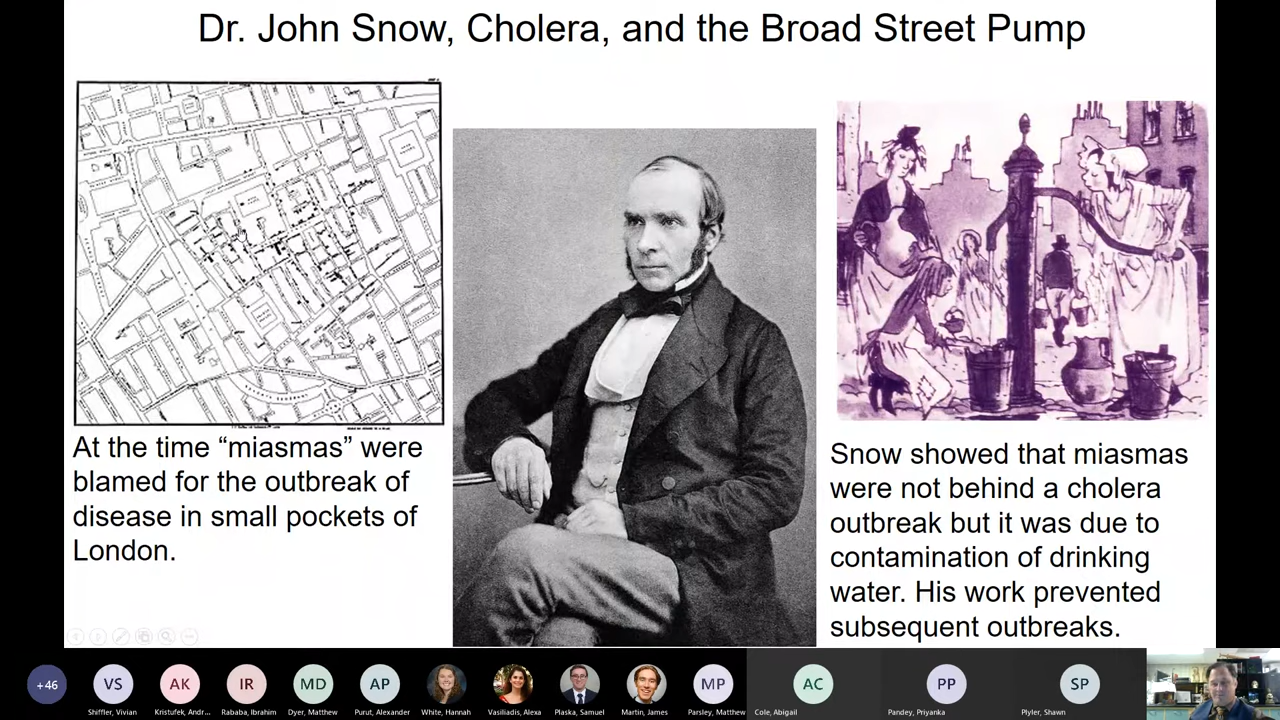 Dr. John Snow, Cholera, and the Broad Street Pump
At the time “miasmas” were
blamed for the outbreak of
disease in small pockets of
London.
Snow showed that miasmas
were not behind a cholera
outbreak but it was due to
contamination of drinking
water. His work prevented
subsequent outbreaks.
+46
VS
AK
IR
MD
AP
MP
AC
PP
SP
Shiffler, Vivian
Kristufek, Andr...
Rababa, Ibrahim
Dyer, Matthew
Purut, Alexander
White, Hannah
Vasiliadis, Alexa
Plaska, Samuel
Martin, James
Parsley, Matthew
Cole, Abigail
Pandey, Priyanka
Plyler, Shawn